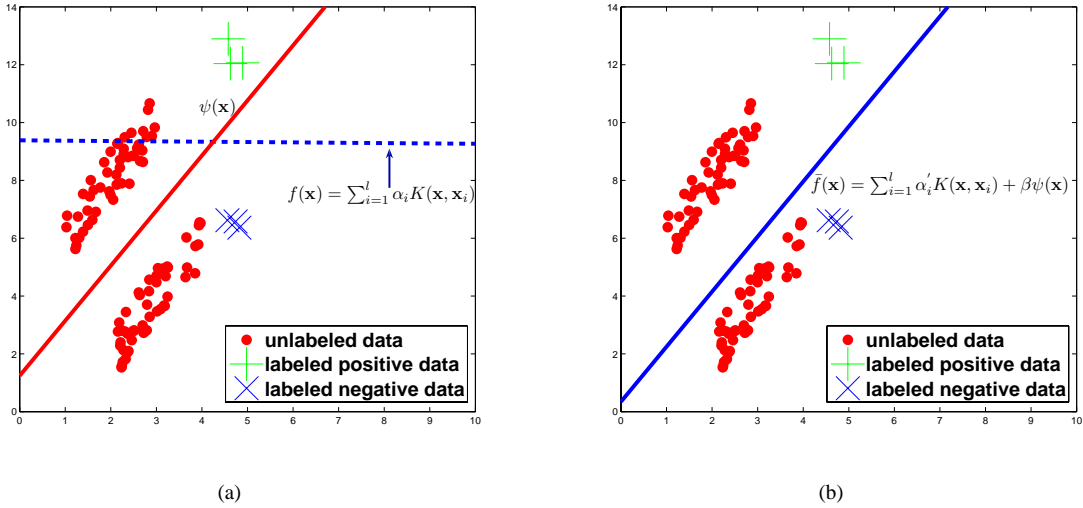 14
12
10
8
6
4
2
0
0 1 2 3 4 5 6 7 8 9 10
ψ(x)
f(x) = ∑_{i=1}^{l} α_i K(x, x_i)
unlabeled data
labeled positive data
labeled negative data
(a)
14
12
10
8
6
4
2
0
0 1 2 3 4 5 6 7 8 9 10
f̄(x) = ∑_{i=1}^{l} α_i' K(x, x_i) + βψ(x)
unlabeled data
labeled positive data
labeled negative data
(b)